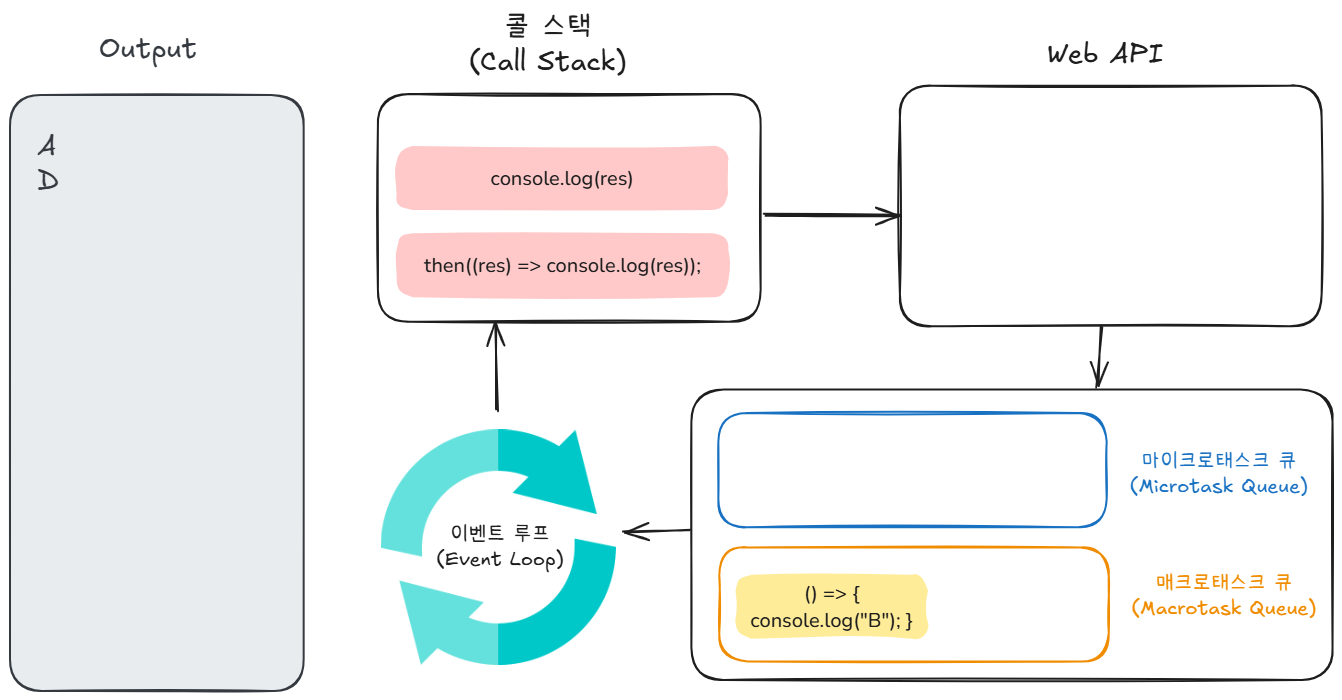 Output
콜 스택
(Call Stack)
Web API
A
D
console.log(res)
then((res) => console.log(res));
이벤트 루프
(Event Loop)
마이크로태스크 큐
(Microtask Queue)
() => {
console.log("B"); }
매크로태스크 큐
(Macrotask Queue)